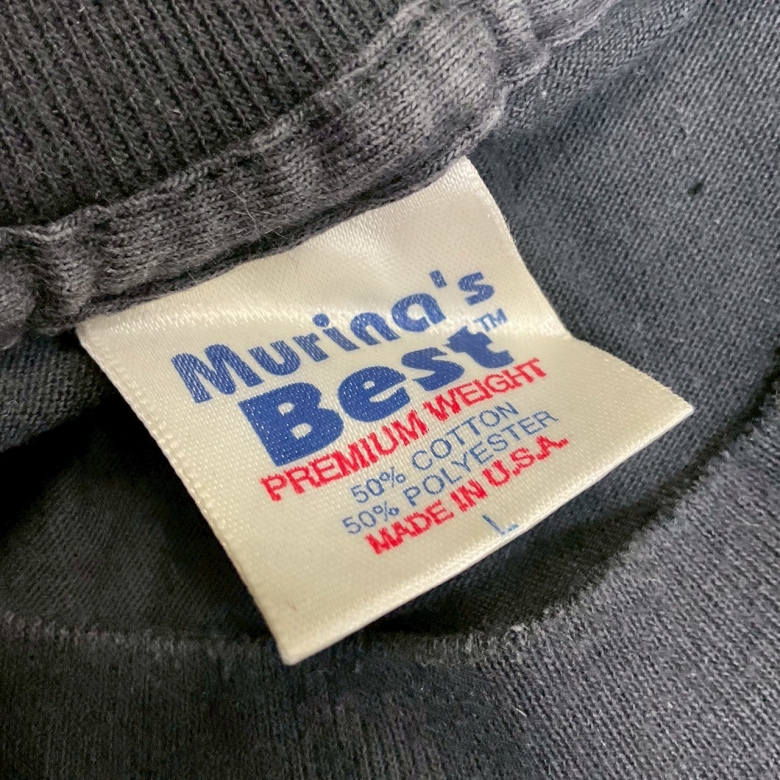 Murina's
Best™
PREMIUM WEIGHT
50% COTTON
50% POLYESTER
MADE IN U.S.A.
L